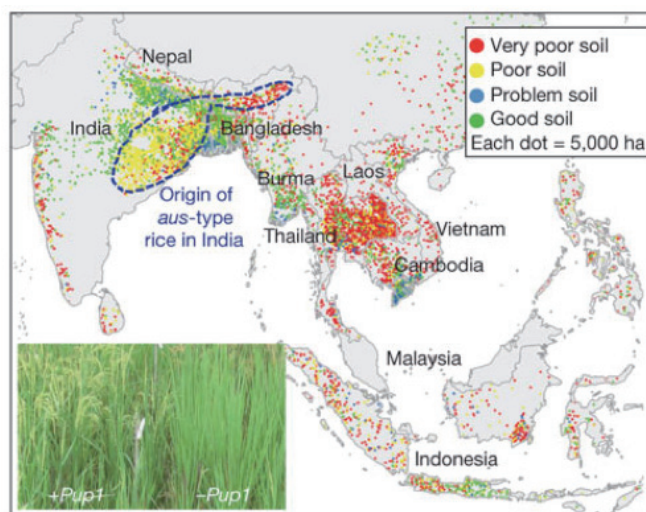 Nepal
Very poor soil
Poor soil
Problem soil
Good soil
Each dot = 5,000 ha
India
Bangladesh
Origin of
aus-type
rice in India
Burma
Laos
Thailand
Vietnam
Cambodia
Malaysia
Indonesia
+Pup1
–Pup1